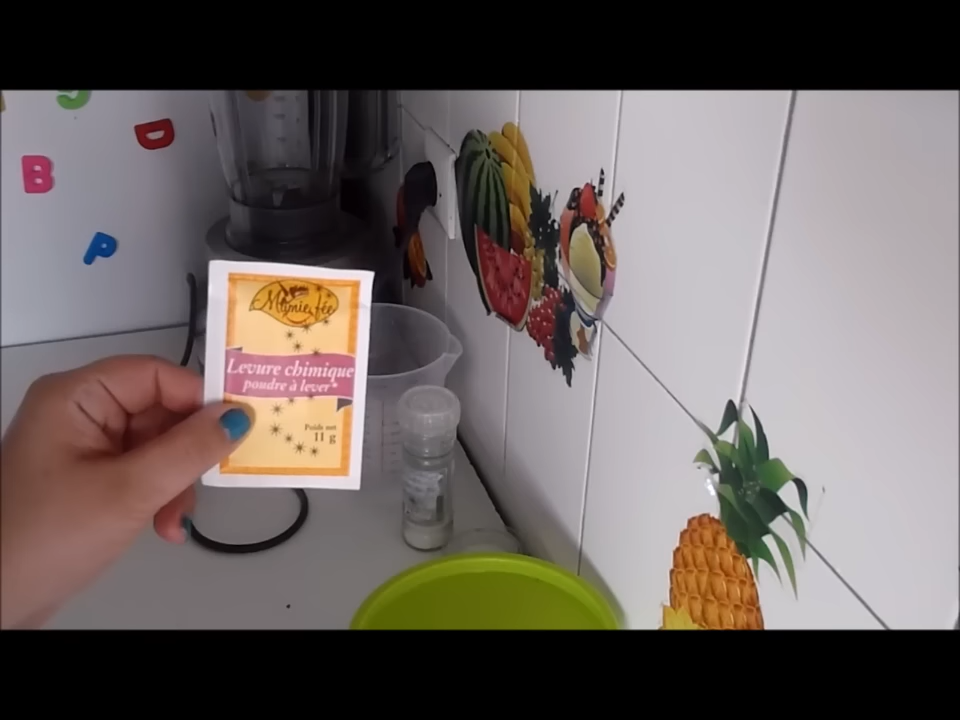 D
B
P
Mamie fée
Levure chimique
poudre à lever*
Poids net
11 g